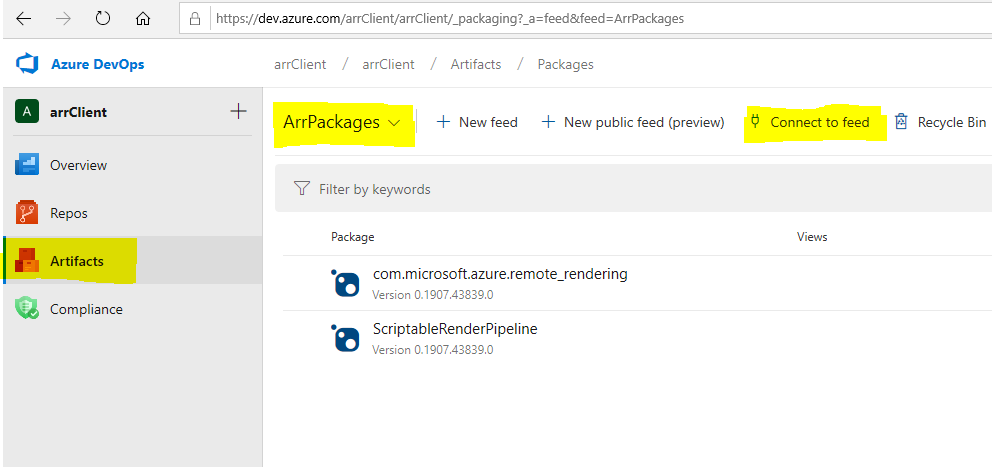 https://dev.azure.com/arrClient/arrClient/_packaging?_a=feed&feed=ArrPackages
Azure DevOps
arrClient / arrClient / Artifacts / Packages
A arrClient
ArrPackages New feed New public feed (preview) Connect to feed Recycle Bin
Overview
Filter by keywords
Repos
Package Views
Artifacts
com.microsoft.azure.remote_rendering
Version 0.1907.43839.0
Compliance
ScriptableRenderPipeline
Version 0.1907.43839.0